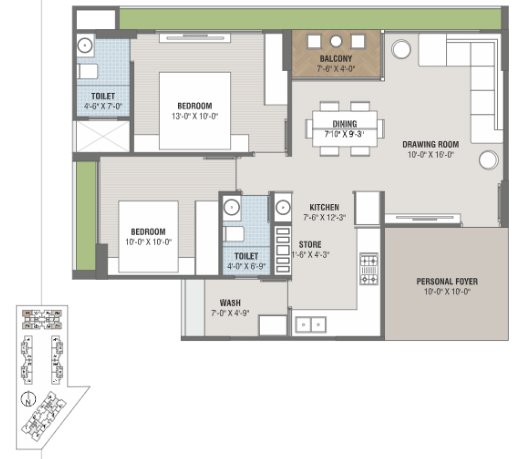 BALCONY
7'-6" X 4'-0"
TOILET
4'-6" X 7'-0"
BEDROOM
13'-0" X 10'-0"
DINING
7'10" X 9'-3"
DRAWING ROOM
10'-0" X 16'-0"
KITCHEN
7'-6" X 12'-3"
BEDROOM
10'-0" X 10'-0"
STORE
1'-6" X 4'-3"
TOILET
4'-0" X 6'-9"
PERSONAL FOYER
10'-0" X 10'-0"
WASH
7'-0" X 4'-9"
N